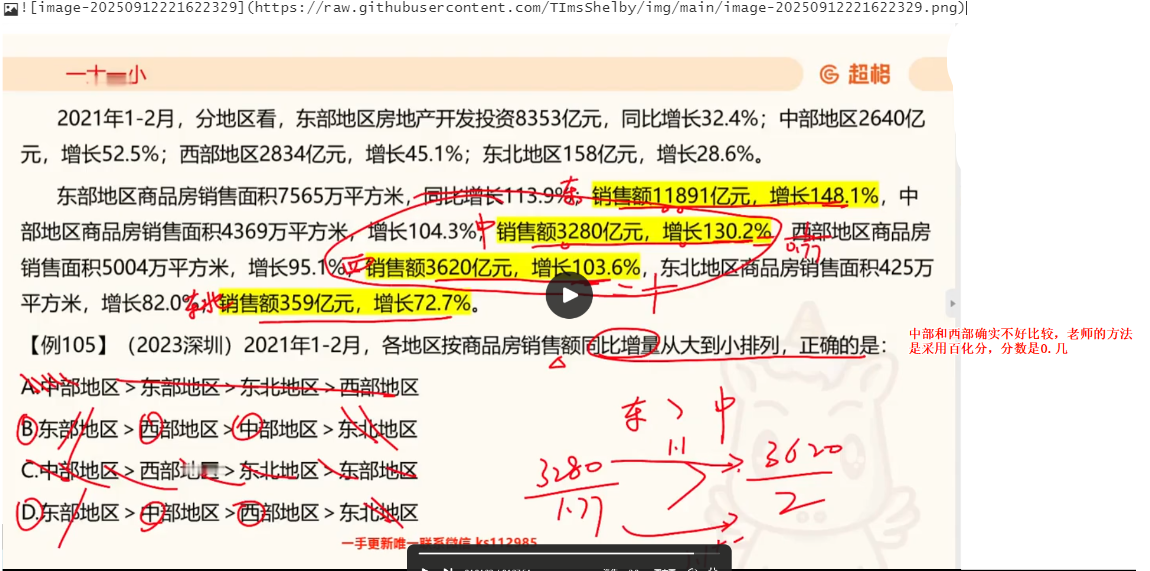 ![image-20250912221622329](https://raw.githubusercontent.com/TImsShelby/img/main/image-20250912221622329.png)
超格
2021年1-2月，分地区看，东部地区房地产开发投资8353亿元，同比增长32.4%；中部地区2640亿
元，增长52.5%；西部地区2834亿元，增长45.1%；东北地区158亿元，增长28.6%。
东部地区商品房销售面积7565万平方米，同比增长113.9%；销售额11891亿元，增长148.1%，中
东
部地区商品房销售面积4369万平方米，增长104.3%，销售额3280亿元，增长130.2%，西部地区商品房
中
0.77
销售面积5004万平方米，增长95.1%，销售额3620亿元，增长103.6%，东北地区商品房销售面积425万
平方米，增长82.0%，销售额359亿元，增长72.7%。
东北
【例105】（2023深圳）2021年1-2月，各地区按商品房销售额同比增量从大到小排列，正确的是：
中部和西部确实不好比较，老师的方法
是采用百化分，分数是0.几
A.中部地区＞东部地区＞东北地区＞西部地区
B.东部地区＞西部地区＞中部地区＞东北地区
C.中部地区＞西部地区＞东北地区＞东部地区
D.东部地区＞中部地区＞西部地区＞东北地区
东 > 中
3280
1.77
1.1
3620
2
一手更新唯一联系微信 ks112985